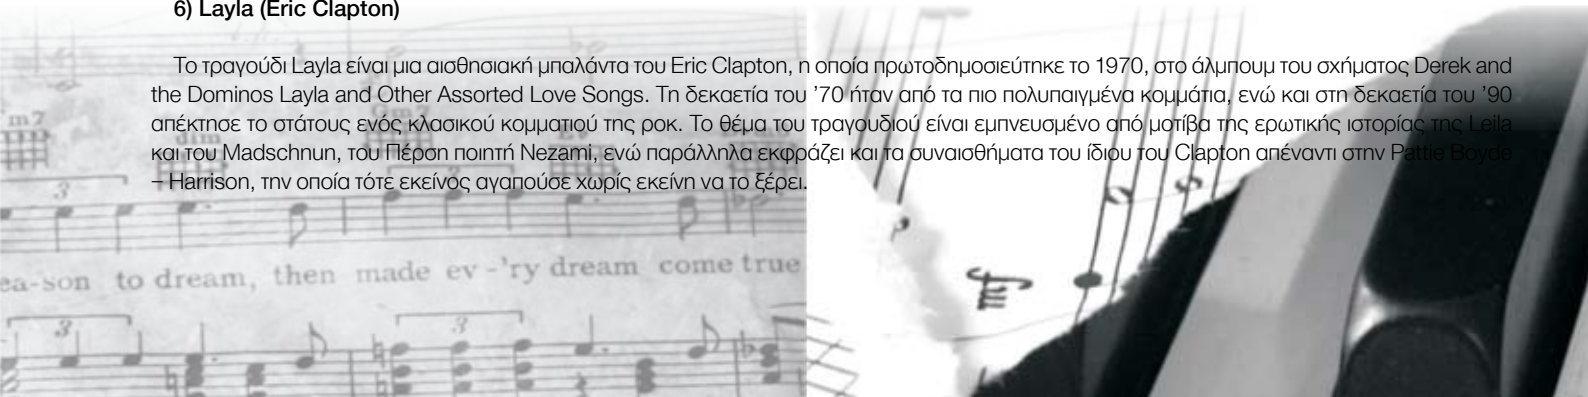 6) Layla (Eric Clapton)
Το τραγούδι Layla είναι μια αισθησιακή μπαλάντα του Eric Clapton, η οποία πρωτοδημοσιεύτηκε το 1970, στο άλμπουμ του σχήματος Derek and
the Dominos Layla and Other Assorted Love Songs. Τη δεκαετία του ’70 ήταν από τα πιο πολυπαιγμένα κομμάτια, ενώ και στη δεκαετία του ’90
απέκτησε το στάτους ενός κλασικού κομματιού της ροκ. Το θέμα του τραγουδιού είναι εμπνευσμένο από μοτίβα της ερωτικής ιστορίας της Leila
και του Madschnun, του Πέρση ποιητή Nezami, ενώ παράλληλα εκφράζει και τα συναισθήματα του ίδιου του Clapton απέναντι στην Pattie Boyde
– Harrison, την οποία τότε εκείνος αγαπούσε χωρίς εκείνη να το ξέρει.
m7
dim
3
ea-son to dream, then made ev-'ry dream come true
mf
3 3